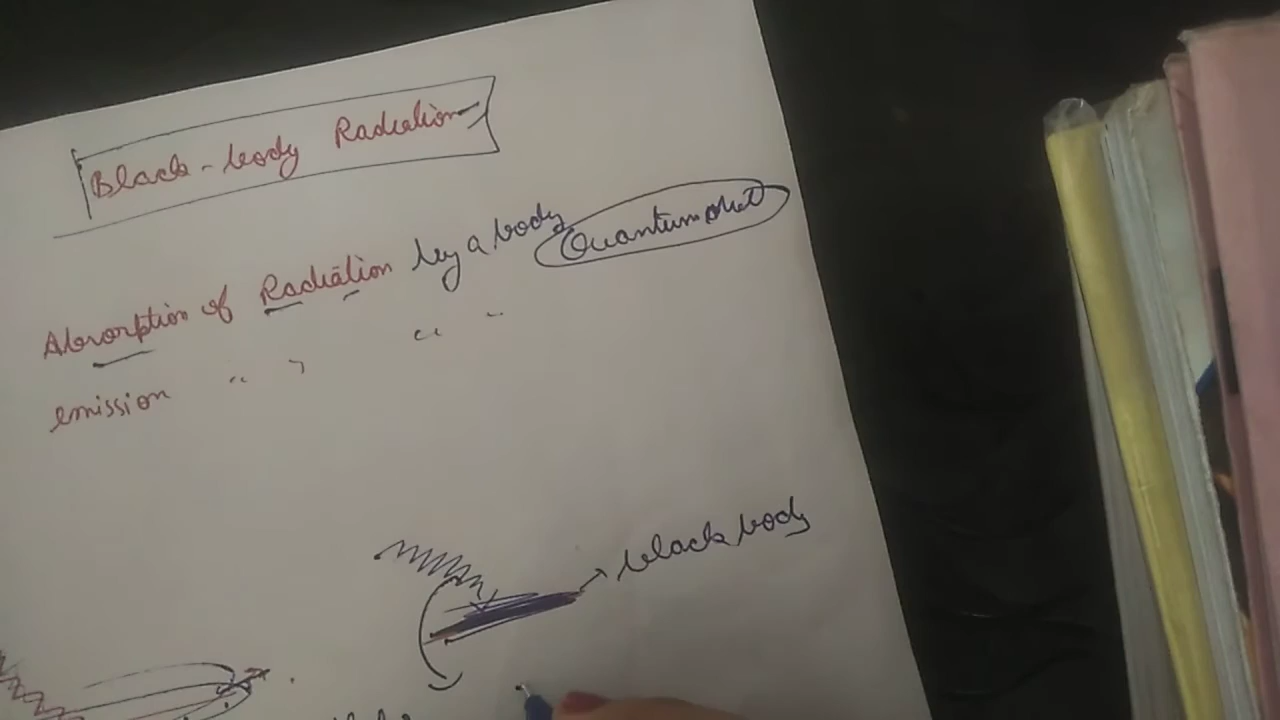 Black-body Radiation
Absorption of Radiation by a body Quantum
emission " " " "
black body